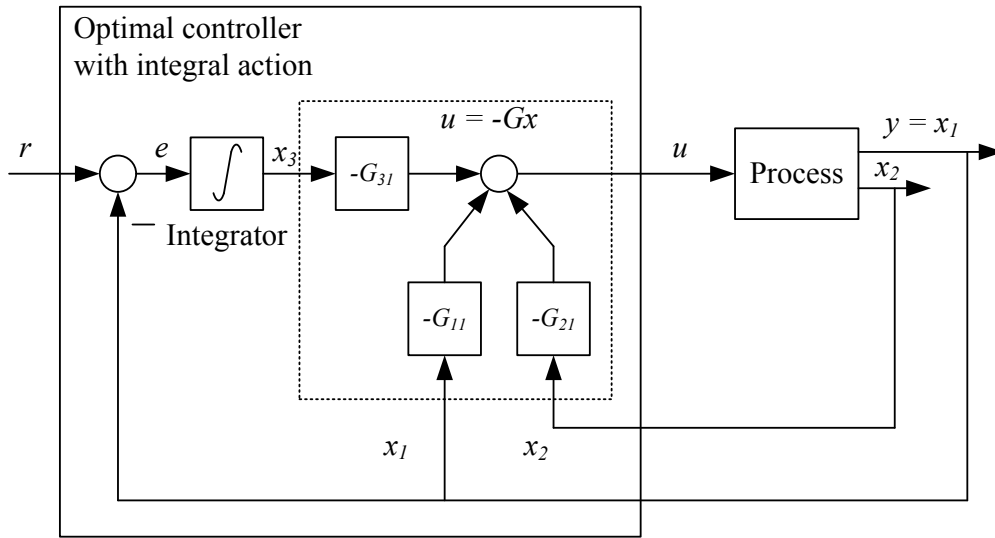 Optimal controller
with integral action
u = -Gx
y = x₁
r
e
x₃
-G₃₁
u
Process
x₂
−
Integrator
-G₁₁
-G₂₁
x₁
x₂